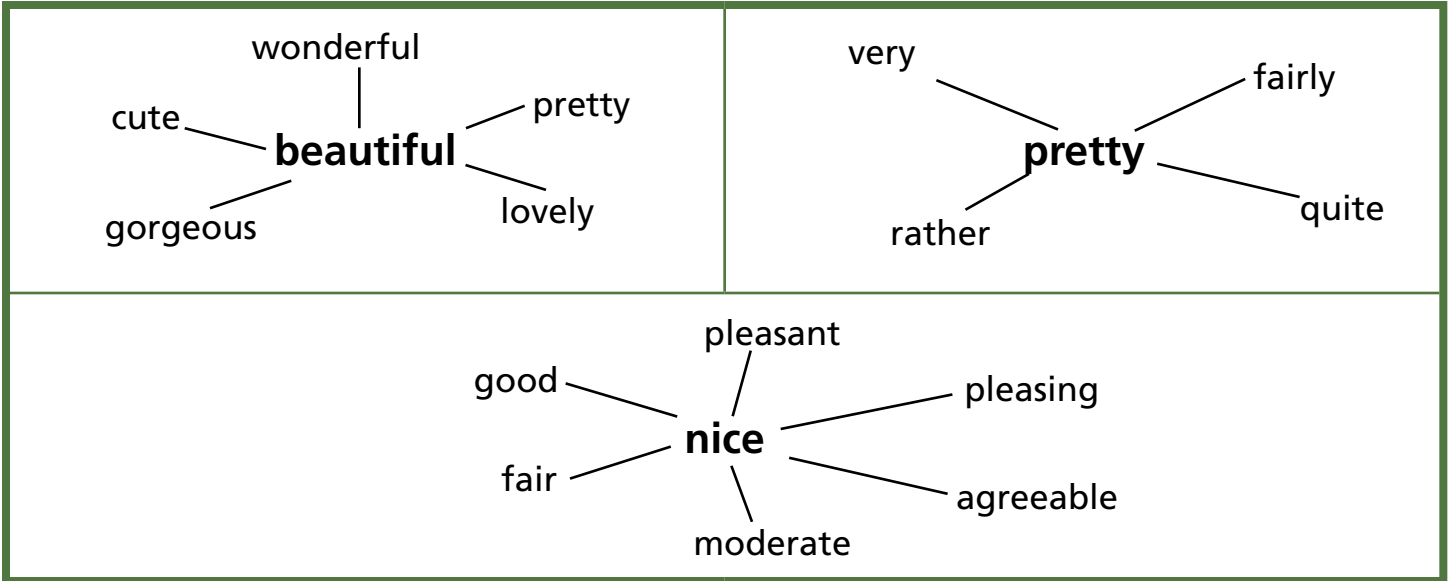 wonderful
cute
pretty
beautiful
gorgeous
lovely
very
fairly
pretty
rather
quite
pleasant
good
pleasing
nice
fair
agreeable
moderate